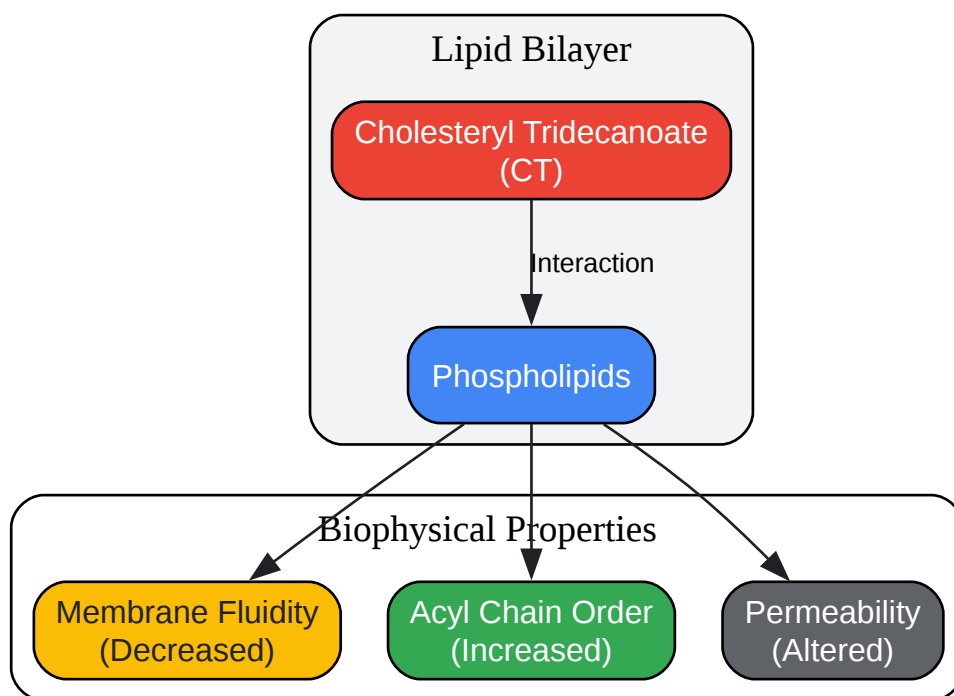 Lipid Bilayer
Cholesteryl Tridecanoate
(CT)
Interaction
Phospholipids
Biophysical Properties
Membrane Fluidity
(Decreased)
Acyl Chain Order
(Increased)
Permeability
(Altered)